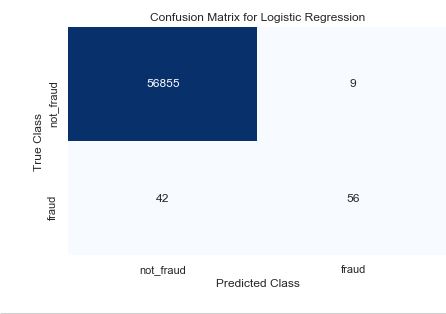 Confusion Matrix for Logistic Regression
True Class
not_fraud
56855 9
fraud
42 56
not_fraud fraud
Predicted Class